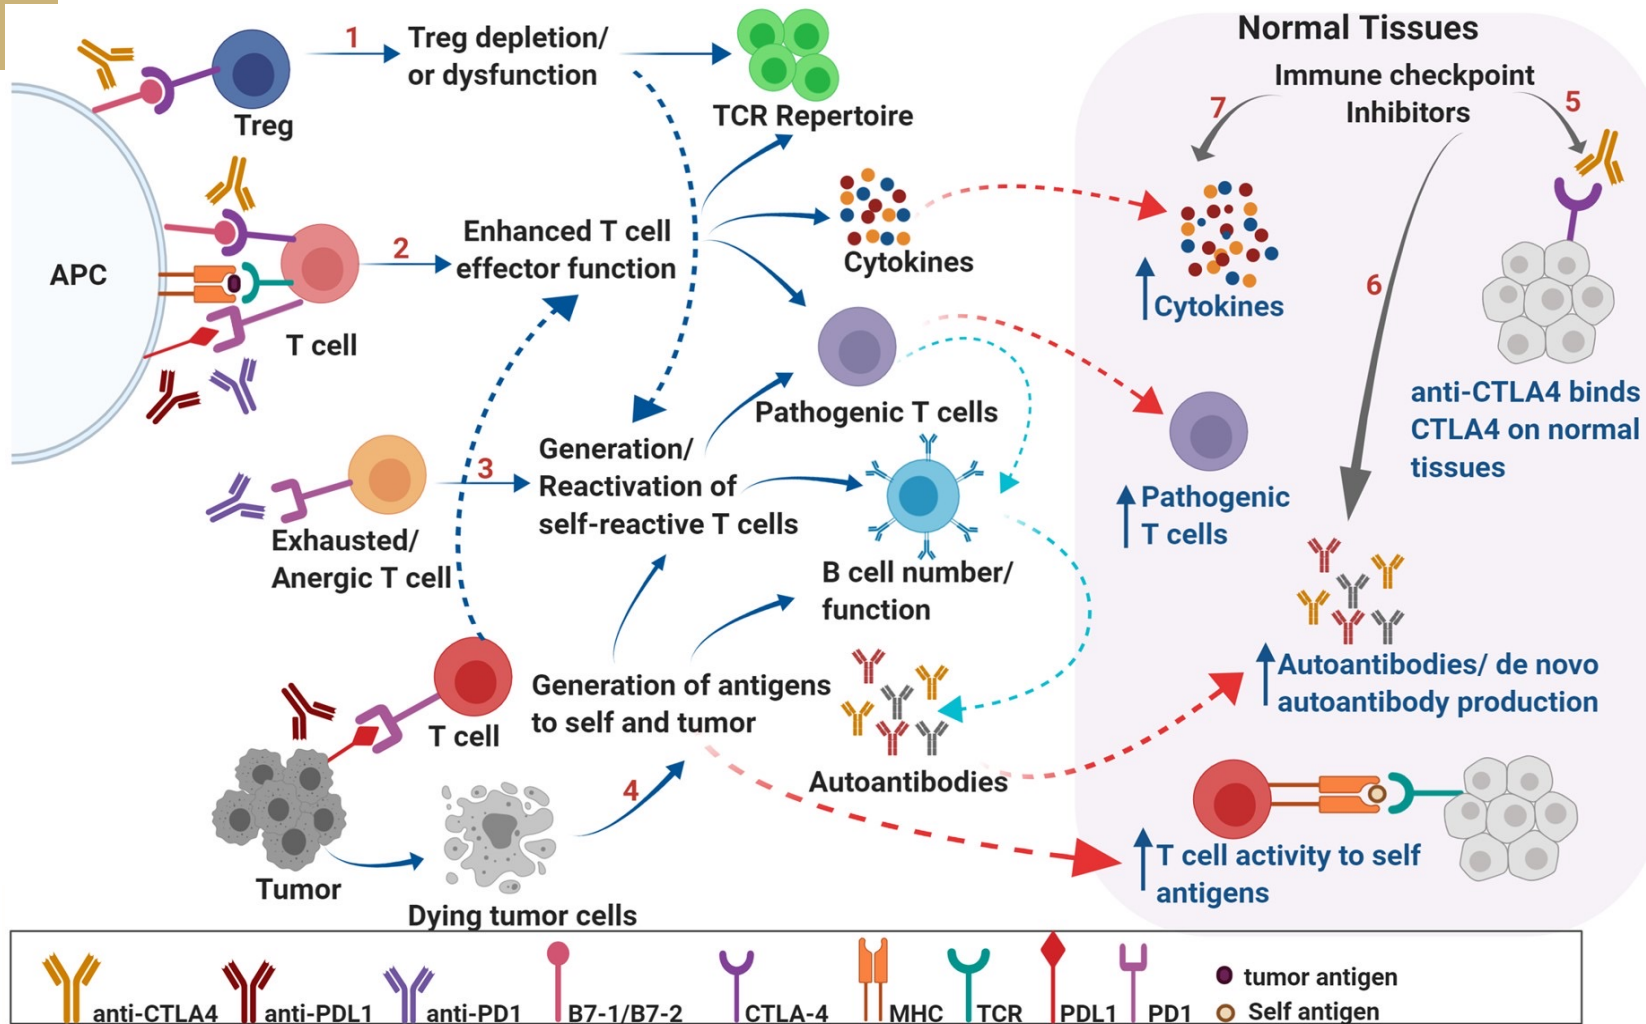 Normal Tissues
Immune checkpoint
Inhibitors
1
Treg depletion/
or dysfunction
Treg
TCR Repertoire
7
5
APC
2
Enhanced T cell
effector function
T cell
Cytokines
Cytokines
6
anti-CTLA4 binds
CTLA4 on normal
tissues
Pathogenic T cells
3
Generation/
Reactivation of
self-reactive T cells
Exhausted/
Anergic T cell
Pathogenic
T cells
B cell number/
function
T cell
Generation of antigens
to self and tumor
Autoantibodies
Autoantibodies/ de novo
autoantibody production
4
Tumor
Dying tumor cells
T cell activity to self
antigens
anti-CTLA4
anti-PDL1
anti-PD1
B7-1/B7-2
CTLA-4
MHC
TCR
PDL1
PD1
tumor antigen
Self antigen